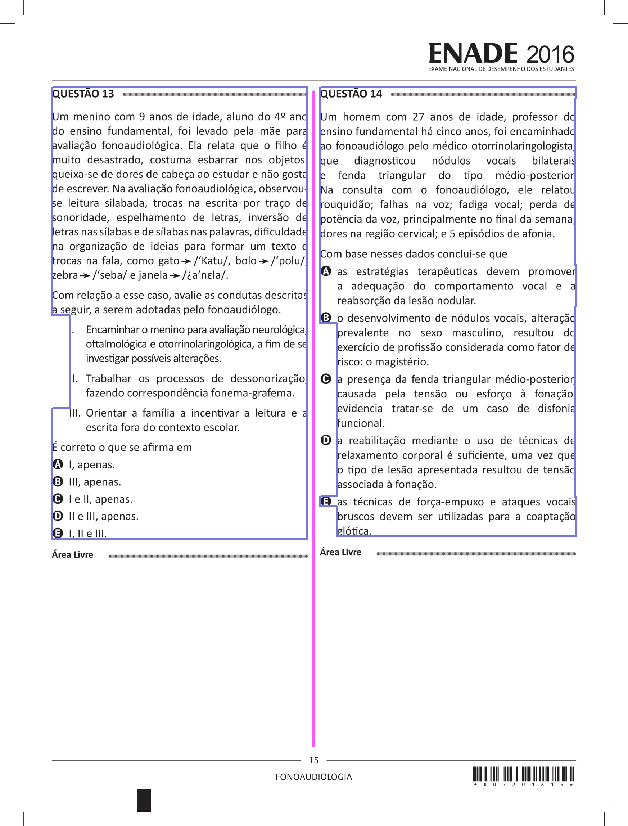 ENADE 2016
EXAME NACIONAL DE DESEMPENHO DOS ESTUDANTES
QUESTÃO 13
Um menino com 9 anos de idade, aluno do 4º ano
do ensino fundamental, foi levado pela mãe para
avaliação fonoaudiológica. Ela relata que o filho é
muito desastrado, costuma esbarrar nos objetos,
queixa-se de dores de cabeça ao estudar e não gosta
de escrever. Na avaliação fonoaudiológica, observou-
se leitura silabada, trocas na escrita por traço de
sonoridade, espelhamento de letras, inversão de
letras nas sílabas e de sílabas nas palavras, dificuldade
na organização de ideias para formar um texto e
trocas na fala, como gato➔/'Katu/, bolo➔/'polu/,
zebra➔/'seba/ e janela➔/¿a'nɛla/.
Com relação a esse caso, avalie as condutas descritas
a seguir, a serem adotadas pelo fonoaudiólogo.
I. Encaminhar o menino para avaliação neurológica,
oftalmológica e otorrinolaringológica, a fim de se
investigar possíveis alterações.
II. Trabalhar os processos de dessonorização,
fazendo correspondência fonema-grafema.
III. Orientar a família a incentivar a leitura e a
escrita fora do contexto escolar.
É correto o que se afirma em
A I, apenas.
B III, apenas.
C I e II, apenas.
D II e III, apenas.
E I, II e III.
Área Livre
QUESTÃO 14
Um homem com 27 anos de idade, professor do
ensino fundamental há cinco anos, foi encaminhado
ao fonoaudiólogo pelo médico otorrinolaringologista,
que diagnosticou nódulos vocais bilaterais
e fenda triangular do tipo médio-posterior.
Na consulta com o fonoaudiólogo, ele relatou
rouquidão; falhas na voz; fadiga vocal; perda de
potência da voz, principalmente no final da semana;
dores na região cervical; e 5 episódios de afonia.
Com base nesses dados conclui-se que
A as estratégias terapêuticas devem promover
a adequação do comportamento vocal e a
reabsorção da lesão nodular.
B o desenvolvimento de nódulos vocais, alteração
prevalente no sexo masculino, resultou do
exercício de profissão considerada como fator de
risco: o magistério.
C a presença da fenda triangular médio-posterior,
causada pela tensão ou esforço à fonação,
evidencia tratar-se de um caso de disfonia
funcional.
D a reabilitação mediante o uso de técnicas de
relaxamento corporal é suficiente, uma vez que
o tipo de lesão apresentada resultou de tensão
associada à fonação.
E as técnicas de força-empuxo e ataques vocais
bruscos devem ser utilizadas para a coaptação
glótica.
Área Livre
15
FONOAUDIOLOGIA